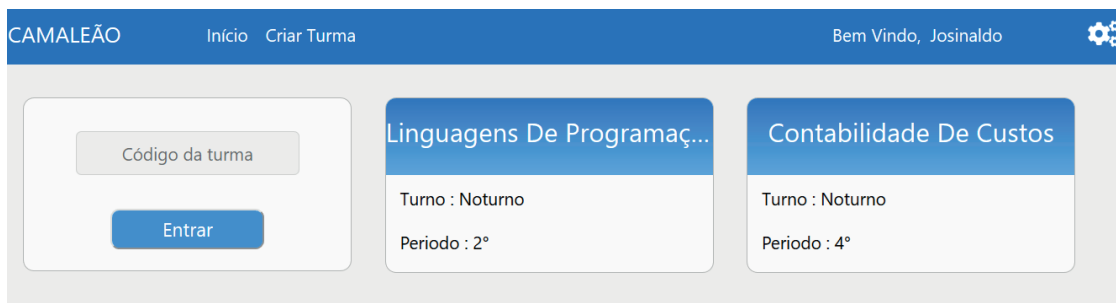 CAMALEÃO Início Criar Turma Bem Vindo, Josinaldo
Código da turma
Entrar
Linguagens De Programaç...
Turno : Noturno
Periodo : 2°
Contabilidade De Custos
Turno : Noturno
Periodo : 4°